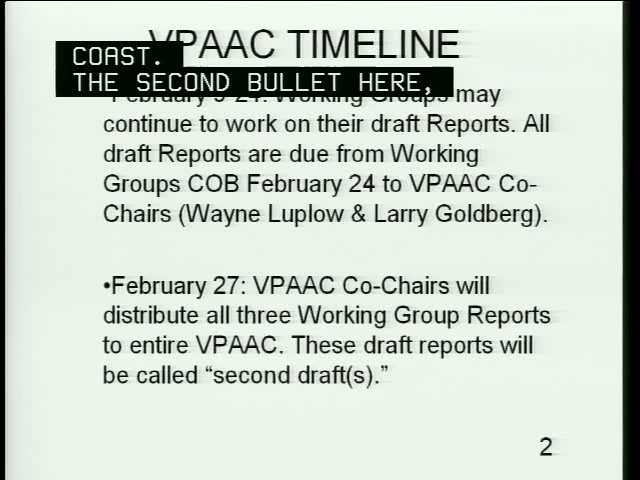 VPAAC TIMELINE
COAST.
THE SECOND BULLET HERE,
•February 9-24: Working Groups may
continue to work on their draft Reports. All
draft Reports are due from Working
Groups COB February 24 to VPAAC Co-
Chairs (Wayne Luplow & Larry Goldberg).
•February 27: VPAAC Co-Chairs will
distribute all three Working Group Reports
to entire VPAAC. These draft reports will
be called “second draft(s).”
2